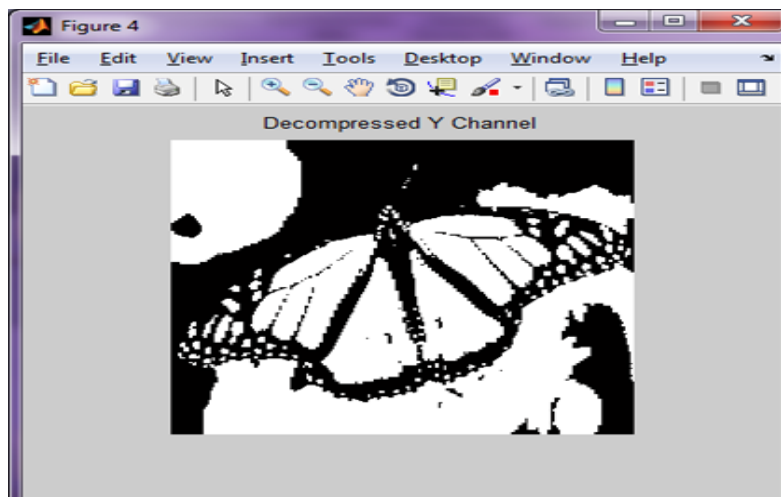 Figure 4
File Edit View Insert Tools Desktop Window Help
Decompressed Y Channel